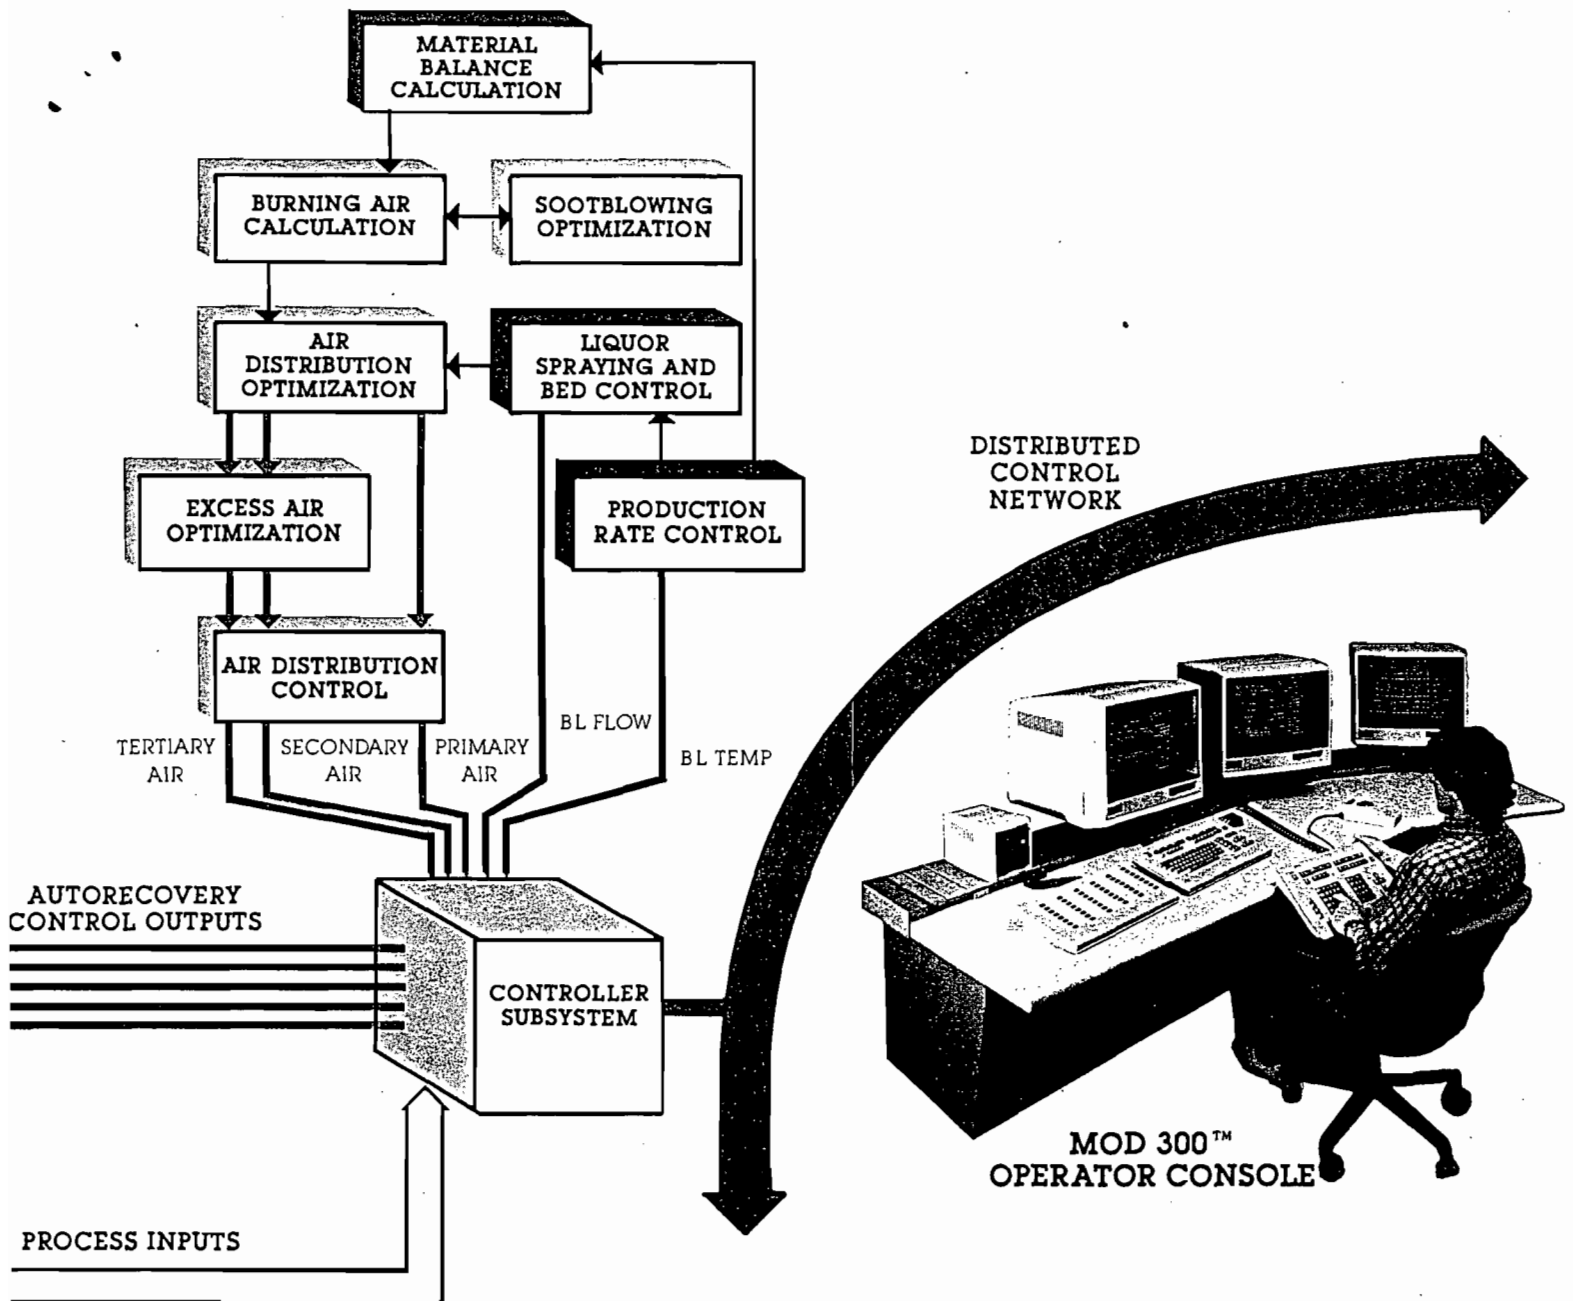 MATERIAL
BALANCE
CALCULATION
BURNING AIR
CALCULATION
SOOTBLOWING
OPTIMIZATION
AIR
DISTRIBUTION
OPTIMIZATION
LIQUOR
SPRAYING AND
BED CONTROL
EXCESS AIR
OPTIMIZATION
PRODUCTION
RATE CONTROL
DISTRIBUTED
CONTROL
NETWORK
AIR DISTRIBUTION
CONTROL
TERTIARY
AIR
SECONDARY
AIR
PRIMARY
AIR
BL FLOW
BL TEMP
AUTORECOVERY
CONTROL OUTPUTS
CONTROLLER
SUBSYSTEM
MOD 300™
OPERATOR CONSOLE
PROCESS INPUTS